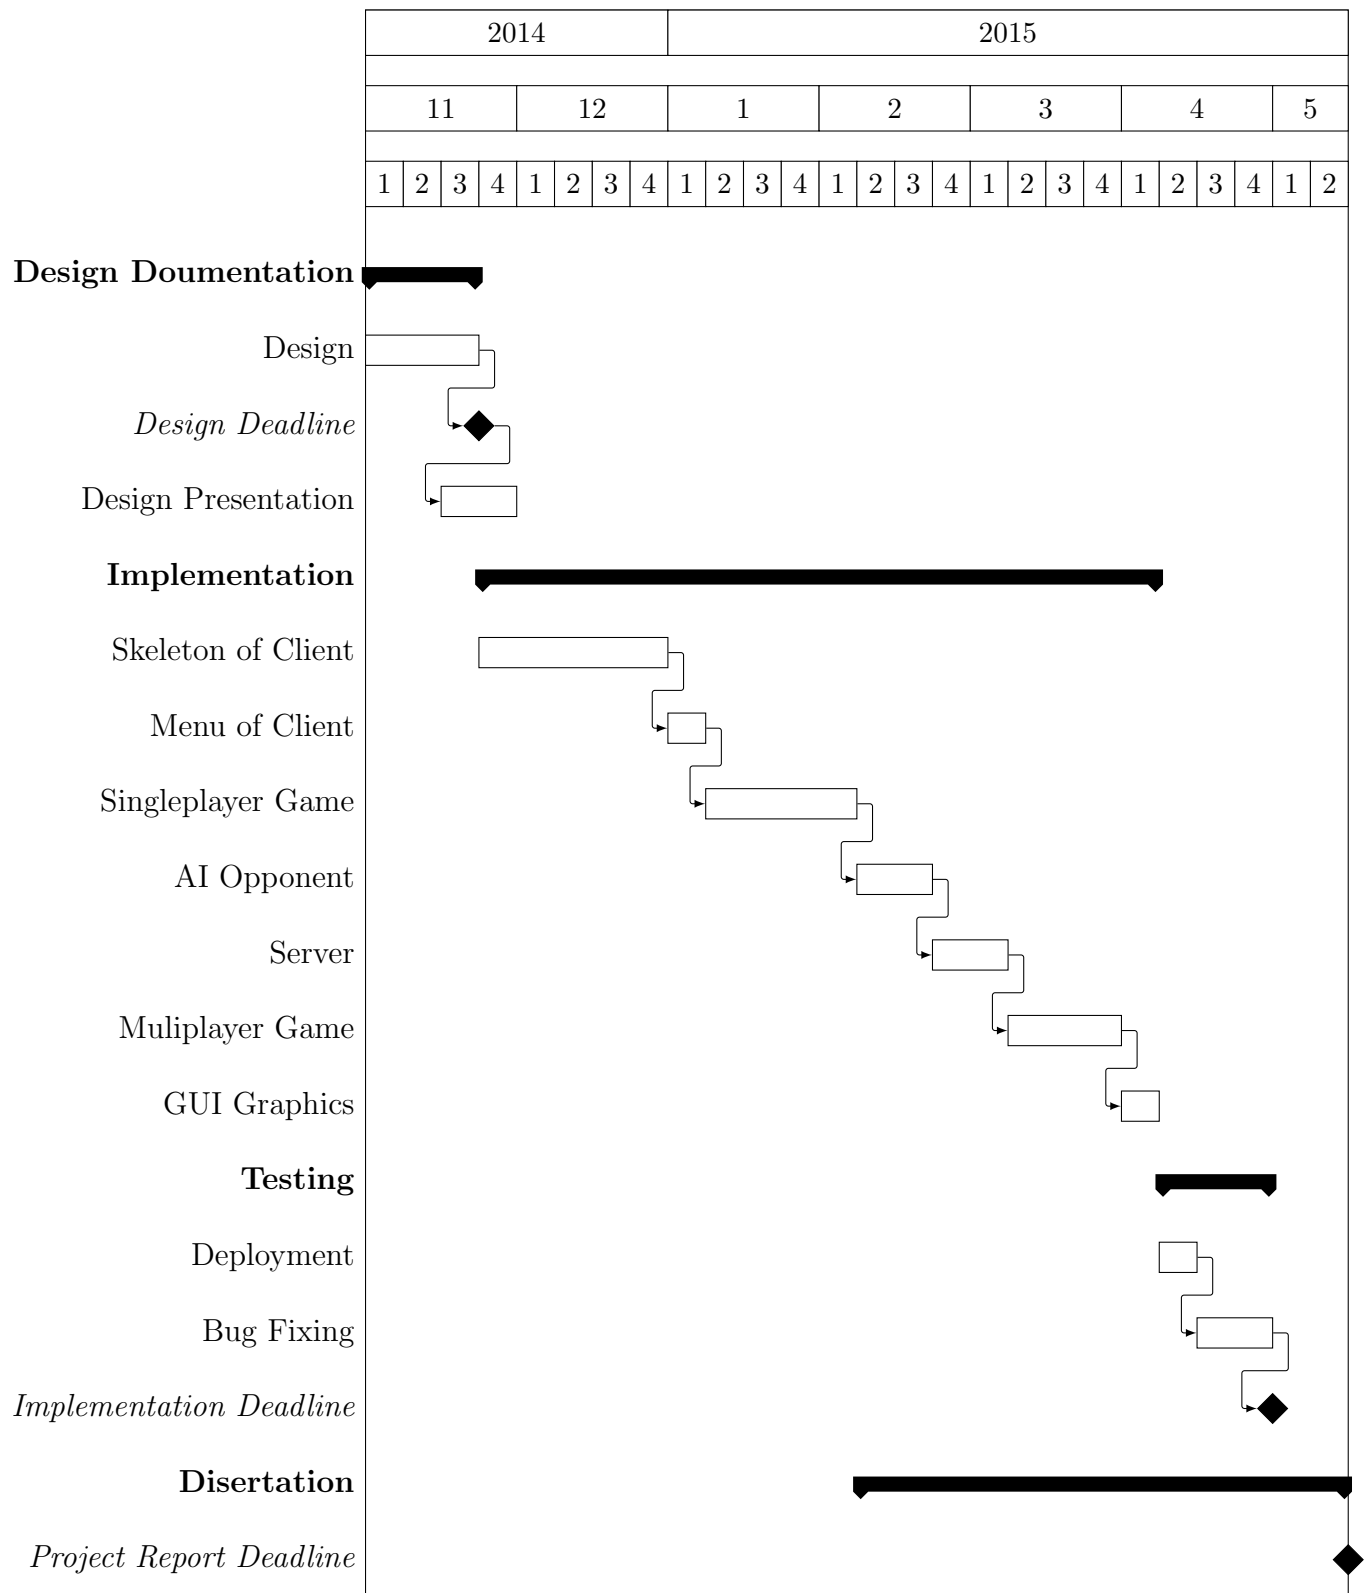 2014 2015
11 12 1 2 3 4 5
1 2 3 4 1 2 3 4 1 2 3 4 1 2 3 4 1 2 3 4 1 2 3 4 1 2
Design Doumentation
Design
Design Deadline
Design Presentation
Implementation
Skeleton of Client
Menu of Client
Singleplayer Game
AI Opponent
Server
Muliplayer Game
GUI Graphics
Testing
Deployment
Bug Fixing
Implementation Deadline
Disertation
Project Report Deadline